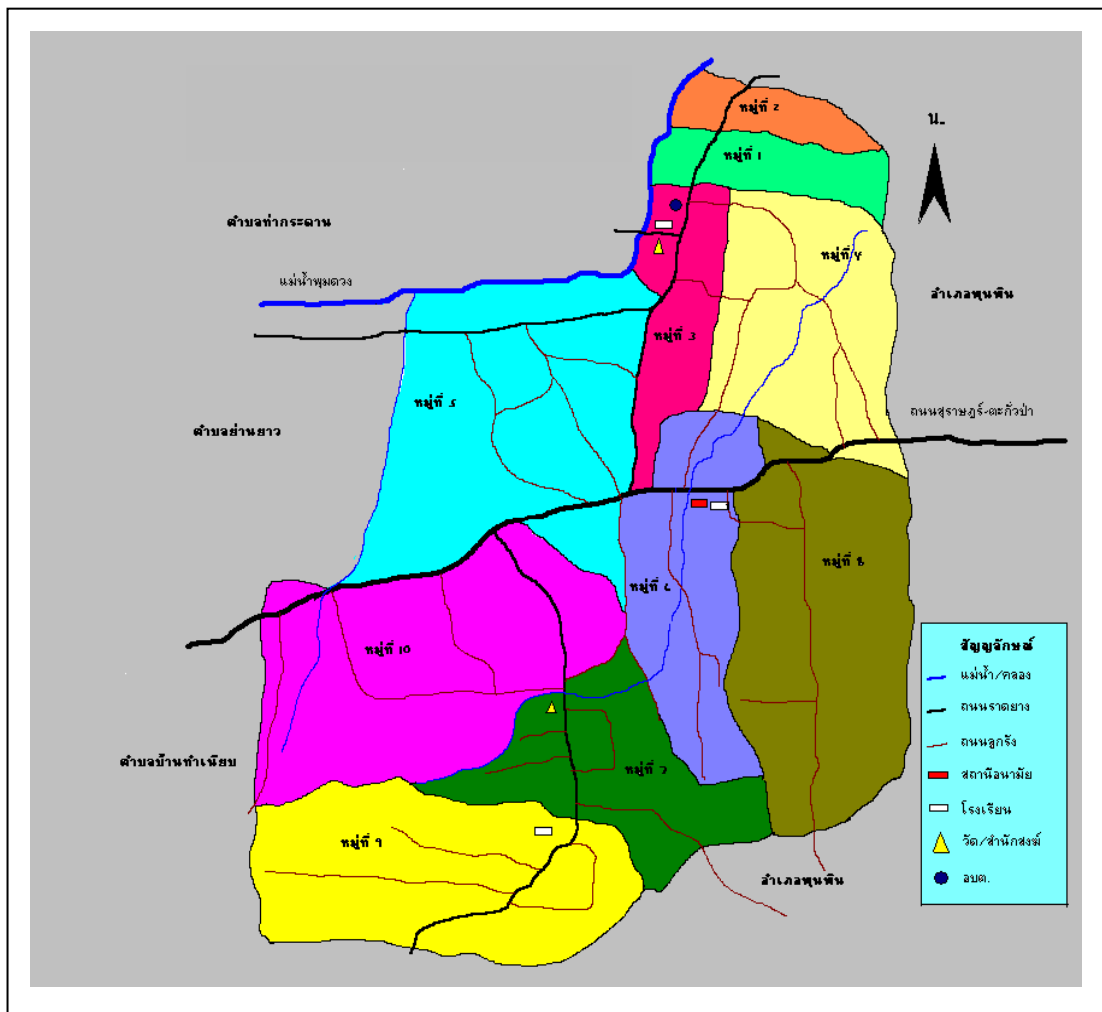 หมู่ที่ 2
น.
หมู่ที่ 1
ตำบลท่ากระดาน
หมู่ที่ 4
แม่น้ำพุมดวง
อำเภอพุนพิน
หมู่ที่ 3
หมู่ที่ 5
ถนนสุราษฎร์-ตะกั่วป่า
ตำบลย่านยาว
หมู่ที่ 8
หมู่ที่ 6
หมู่ที่ 10
สัญญลักษณ์
แม่น้ำ/คลอง
ถนนราดยาง
ถนนลูกรัง
สถานีอนามัย
โรงเรียน
วัด/สำนักสงฆ์
อบต.
ตำบลบ้านทำเนียบ
หมู่ที่ 7
หมู่ที่ 9
อำเภอพุนพิน